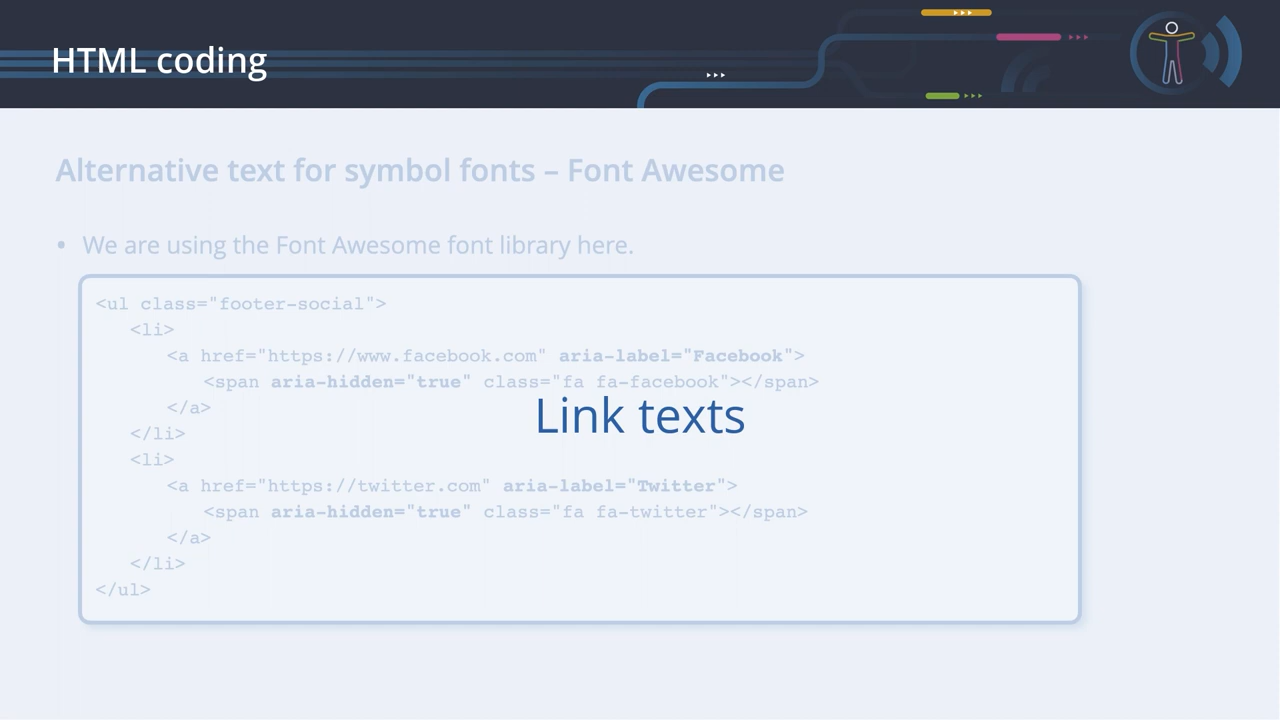 HTML coding
Alternative text for symbol fonts – Font Awesome
• We are using the Font Awesome font library here.
<ul class="footer-social">
<li>
<a href="https://www.facebook.com" aria-label="Facebook">
<span aria-hidden="true" class="fa fa-facebook"></span>
</a>
</li>
<li>
<a href="https://twitter.com" aria-label="Twitter">
<span aria-hidden="true" class="fa fa-twitter"></span>
</a>
</li>
</ul>
Link texts